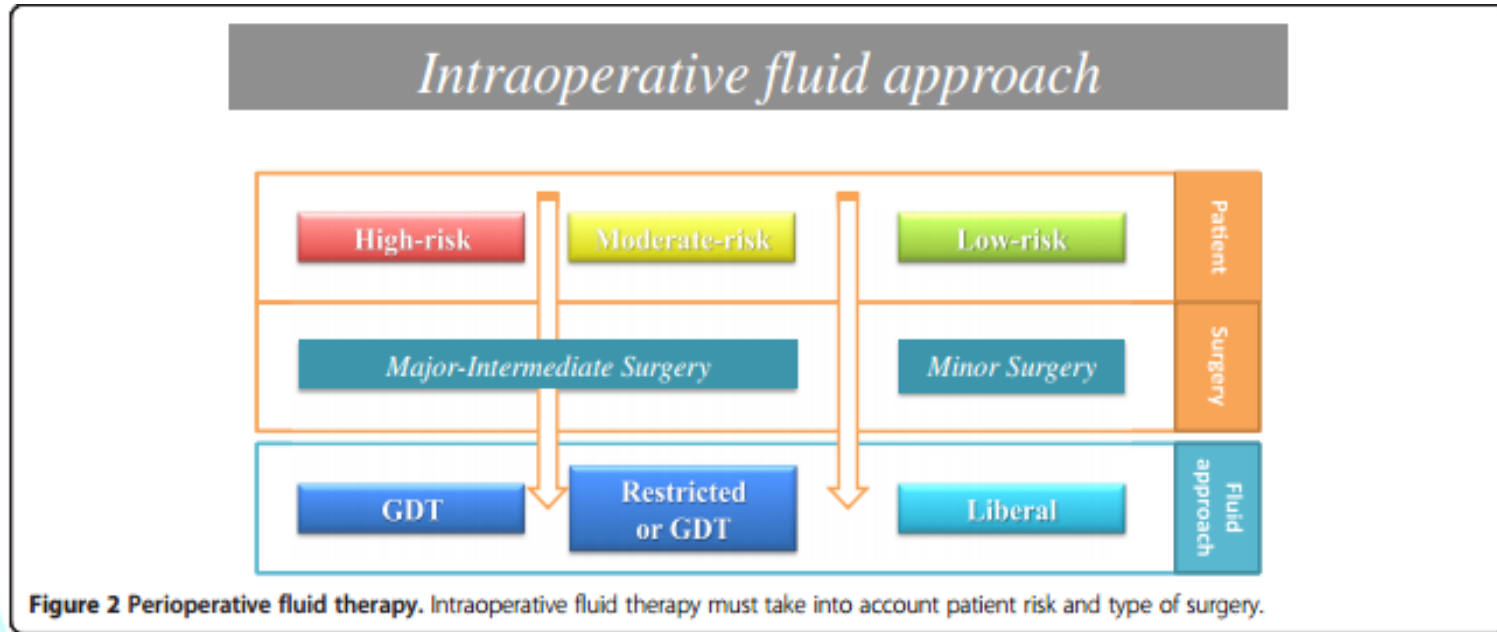 Intraoperative fluid approach
High-risk
Moderate-risk
Low-risk
Patient
Major-Intermediate Surgery
Minor Surgery
Surgery
GDT
Restricted
or GDT
Liberal
Fluid
approach
Figure 2 Perioperative fluid therapy. Intraoperative fluid therapy must take into account patient risk and type of surgery.